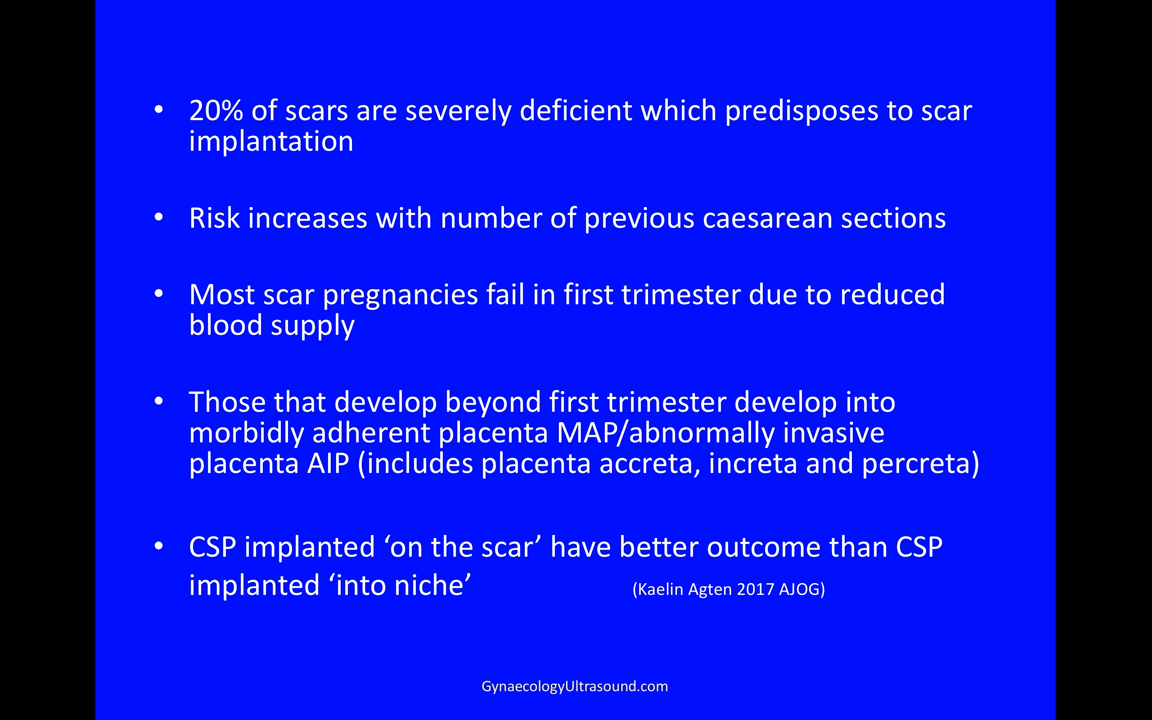 • 20% of scars are severely deficient which predisposes to scar
implantation
• Risk increases with number of previous caesarean sections
• Most scar pregnancies fail in first trimester due to reduced
blood supply
• Those that develop beyond first trimester develop into
morbidly adherent placenta MAP/abnormally invasive
placenta AIP (includes placenta accreta, increta and percreta)
• CSP implanted ‘on the scar’ have better outcome than CSP
implanted ‘into niche’ (Kaelin Agten 2017 AJOG)
GynaecologyUltrasound.com